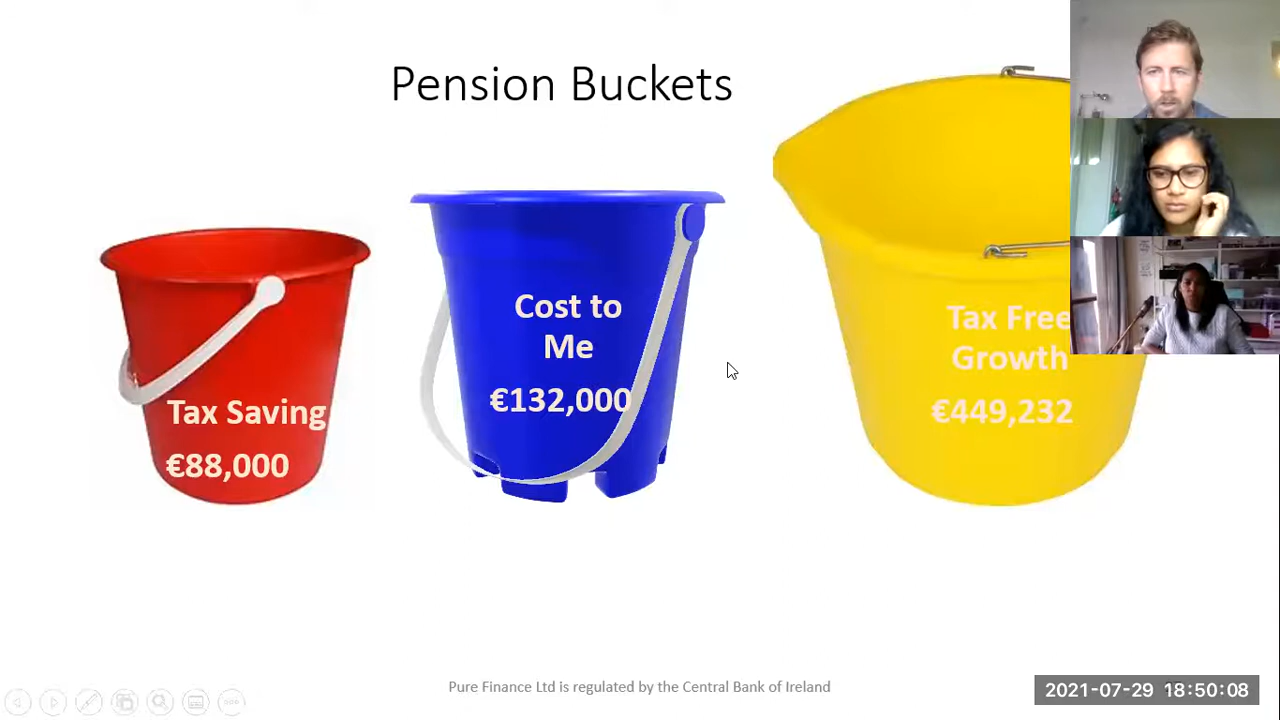 Pension Buckets
Tax Saving
€88,000
Cost to
Me
€132,000
Tax Free
Growth
€449,232
Pure Finance Ltd is regulated by the Central Bank of Ireland
2021-07-29 18:50:08